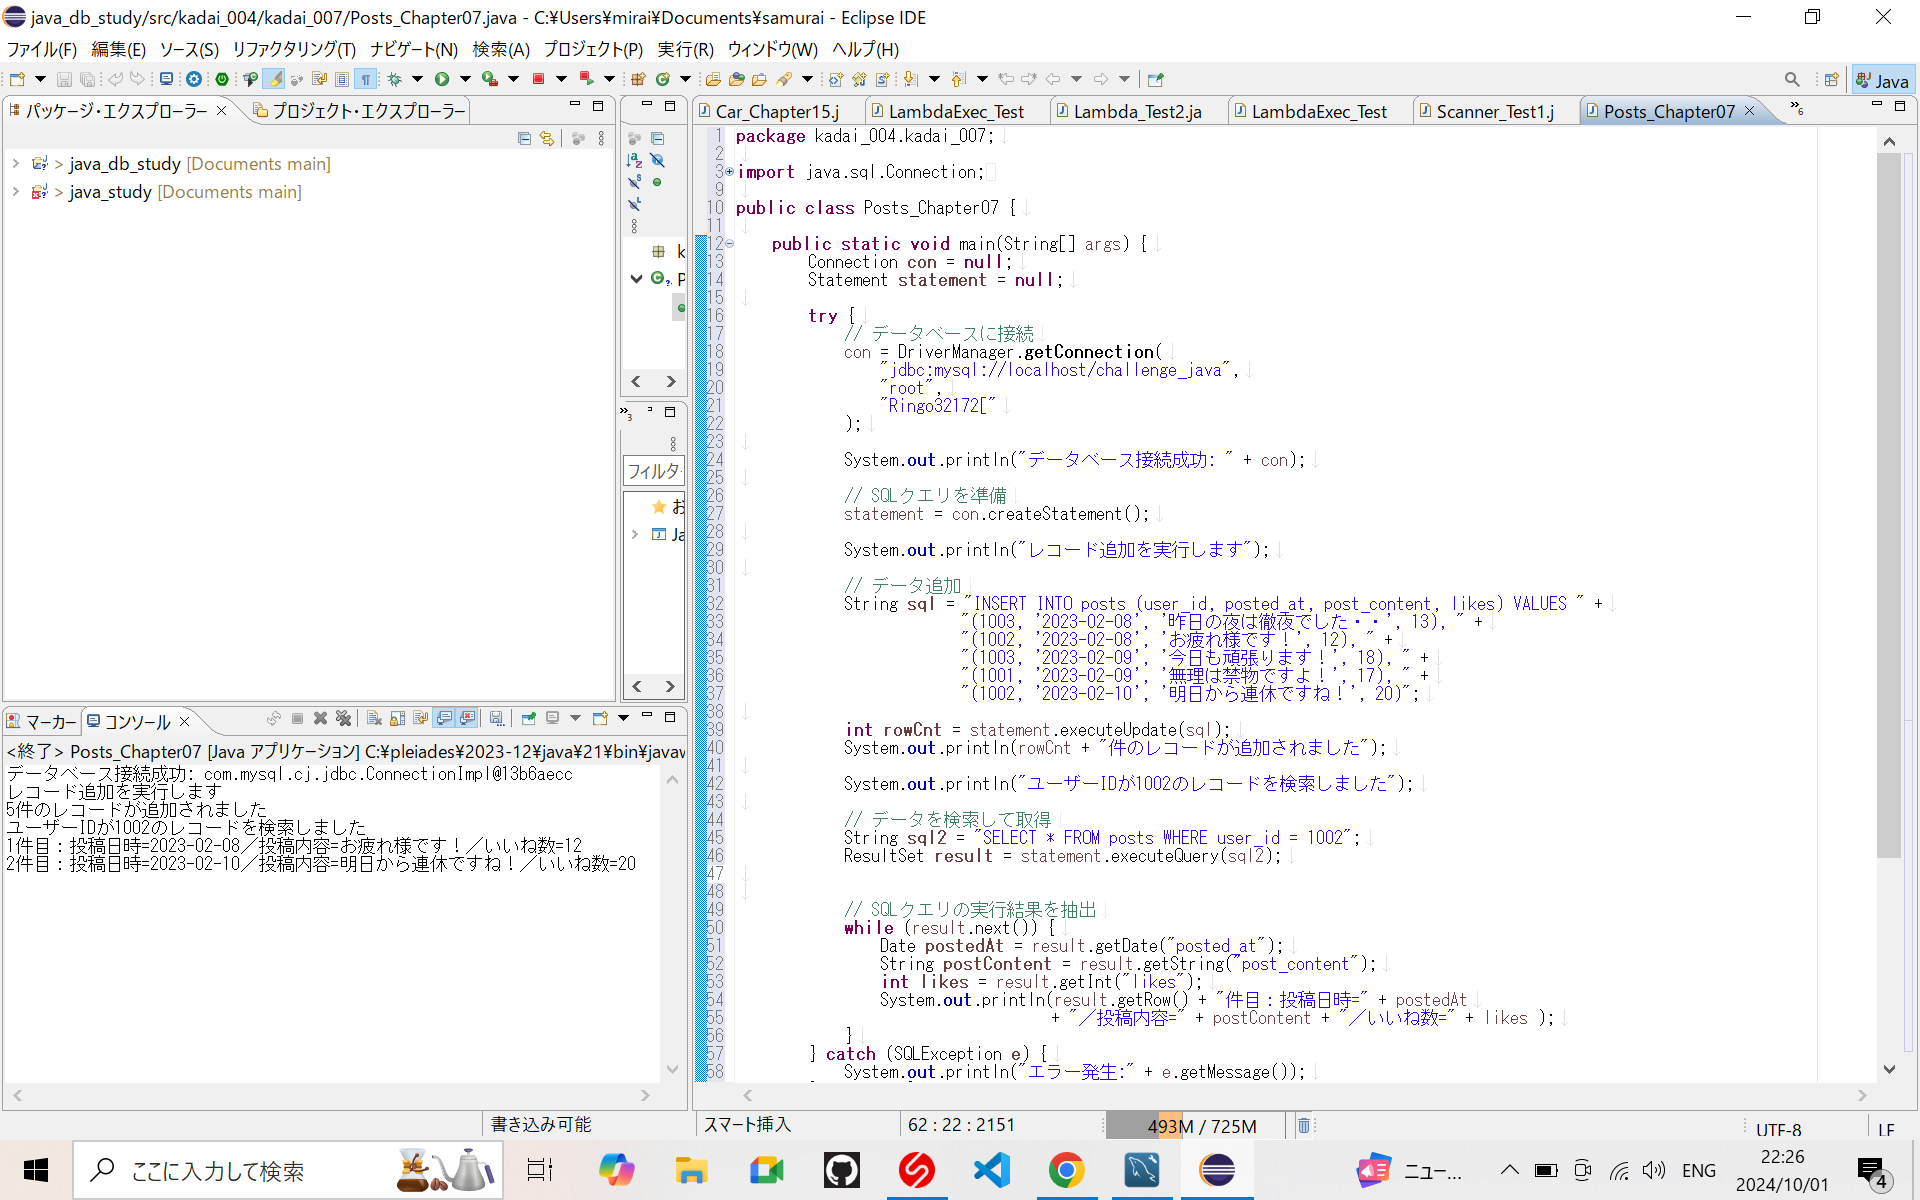 java_db_study/src/kadai_004/kadai_007/Posts_Chapter07.java - C:¥Users¥mirai¥Documents¥samurai - Eclipse IDE
ファイル(F) 編集(E) ソース(S) リファクタリング(T) ナビゲート(N) 検索(A) プロジェクト(P) 実行(R) ウィンドウ(W) ヘルプ(H)
Java
パッケージ・エクスプローラー
プロジェクト・エクスプローラー
> java_db_study [Documents main]
> java_study [Documents main]
k
P
フィルタ
お
Ja
Car_Chapter15.j
LambdaExec_Test
Lambda_Test2.ja
LambdaExec_Test
Scanner_Test1.j
Posts_Chapter07
»6
1 package kadai_004.kadai_007;
2
3 import java.sql.Connection;
9
10 public class Posts_Chapter07 {
11
12 public static void main(String[] args) {
13 Connection con = null;
14 Statement statement = null;
15
16 try {
17 // データベースに接続
18 con = DriverManager.getConnection(
19 "jdbc:mysql://localhost/challenge_java",
20 "root",
21 "Ringo32172["
22 );
23
24 System.out.println("データベース接続成功: " + con);
25
26 // SQLクエリを準備
27 statement = con.createStatement();
28
29 System.out.println("レコード追加を実行します");
30
31 // データ追加
32 String sql = "INSERT INTO posts (user_id, posted_at, post_content, likes) VALUES " +
33 "(1003, '2023-02-08', '昨日の夜は徹夜でした・・', 13), " +
34 "(1002, '2023-02-08', 'お疲れ様です！', 12), " +
35 "(1003, '2023-02-09', '今日も頑張ります！', 18), " +
36 "(1001, '2023-02-09', '無理は禁物ですよ！', 17), " +
37 "(1002, '2023-02-10', '明日から連休ですね！', 20)";
38
39 int rowCnt = statement.executeUpdate(sql);
40 System.out.println(rowCnt + "件のレコードが追加されました");
41
42 System.out.println("ユーザーIDが1002のレコードを検索しました");
43
44 // データを検索して取得
45 String sql2 = "SELECT * FROM posts WHERE user_id = 1002";
46 ResultSet result = statement.executeQuery(sql2);
47
48
49 // SQLクエリの実行結果を抽出
50 while (result.next()) {
51 Date postedAt = result.getDate("posted_at");
52 String postContent = result.getString("post_content");
53 int likes = result.getInt("likes");
54 System.out.println(result.getRow() + "件目：投稿日時=" + postedAt
55 + "／投稿内容=" + postContent + "／いいね数=" + likes );
56 }
57 } catch (SQLException e) {
58 System.out.println("エラー発生:" + e.getMessage());
マーカー
コンソール
<終了> Posts_Chapter07 [Java アプリケーション] C:¥pleiades¥2023-12¥java¥21¥bin¥javaw
データベース接続成功: com.mysql.cj.jdbc.ConnectionImpl@13b6aecc
レコード追加を実行します
5件のレコードが追加されました
ユーザーIDが1002のレコードを検索しました
1件目：投稿日時=2023-02-08／投稿内容=お疲れ様です！／いいね数=12
2件目：投稿日時=2023-02-10／投稿内容=明日から連休ですね！／いいね数=20
書き込み可能
スマート挿入
62 : 22 : 2151
493M / 725M
UTF-8
LF
ここに入力して検索
ニュー...
ENG
22:26
2024/10/01
4